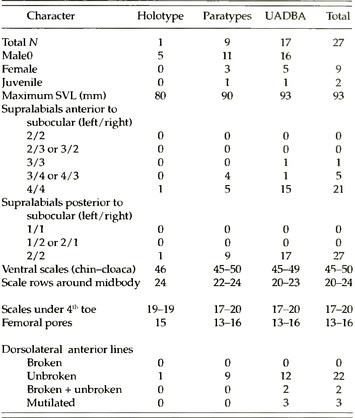 Character Holotype Paratypes UADBA Total
Total N 1 9 17 27
Male0 5 11 16
Female 0 3 5 9
Juvenile 0 1 1 2
Maximum SVL (mm) 80 90 93 93
Supralabials anterior to
subocular (left/right)
2/2 0 0 0 0
2/3 or 3/2 0 0 0 0
3/3 0 0 1 1
3/4 or 4/3 0 4 1 5
4/4 1 5 15 21
Supralabials posterior to
subocular (left/right)
1/1 0 0 0 0
1/2 or 2/1 0 0 0 0
2/2 1 9 17 27
Ventral scales (chin–cloaca) 46 45–50 45–49 45–50
Scale rows around midbody 24 22–24 20–23 20–24
Scales under 4th toe 19–19 17–20 17–20 17–20
Femoral pores 15 13–16 13–16 13–16
Dorsolateral anterior lines
Broken 0 0 0 0
Unbroken 1 9 12 22
Broken + unbroken 0 0 2 2
Mutilated 0 0 3 3